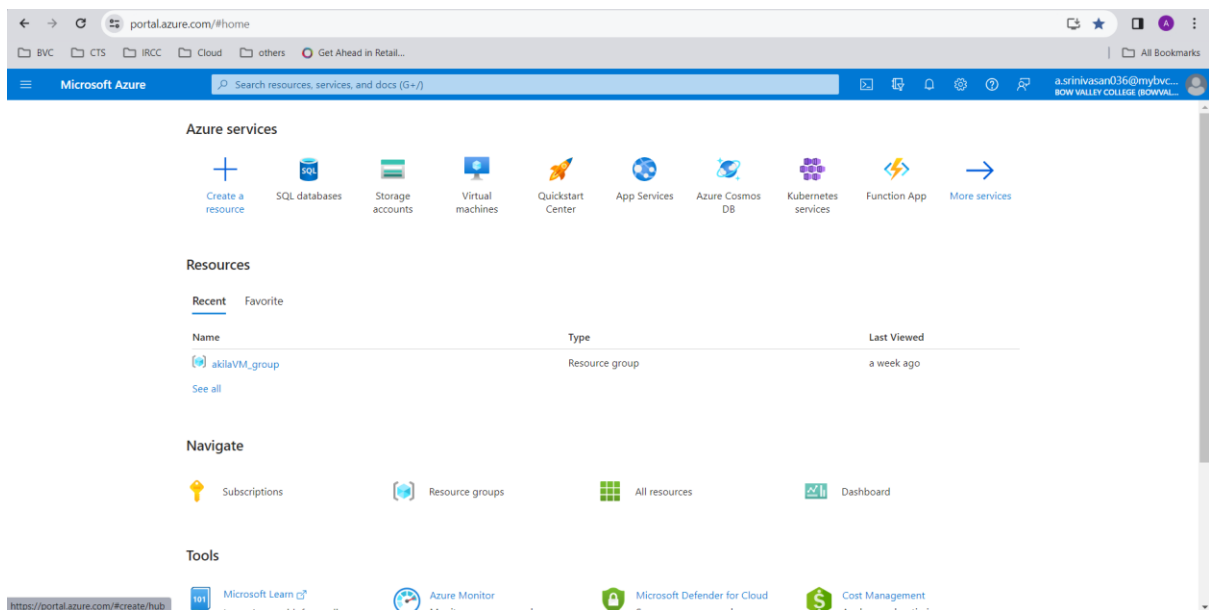 portal.azure.com/#home
BVC CTS IRCC Cloud others Get Ahead in Retail... All Bookmarks
Microsoft Azure Search resources, services, and docs (G+/) a.srinivasan036@mybvc...
BOW VALLEY COLLEGE (BOWVAL...
Azure services
Create a resource
SQL databases
Storage accounts
Virtual machines
Quickstart Center
App Services
Azure Cosmos DB
Kubernetes services
Function App
More services
Resources
Recent Favorite
Name Type Last Viewed
akilaVM_group Resource group a week ago
See all
Navigate
Subscriptions Resource groups All resources Dashboard
Tools
101 Microsoft Learn Azure Monitor Microsoft Defender for Cloud Cost Management
https://portal.azure.com/#create/hub